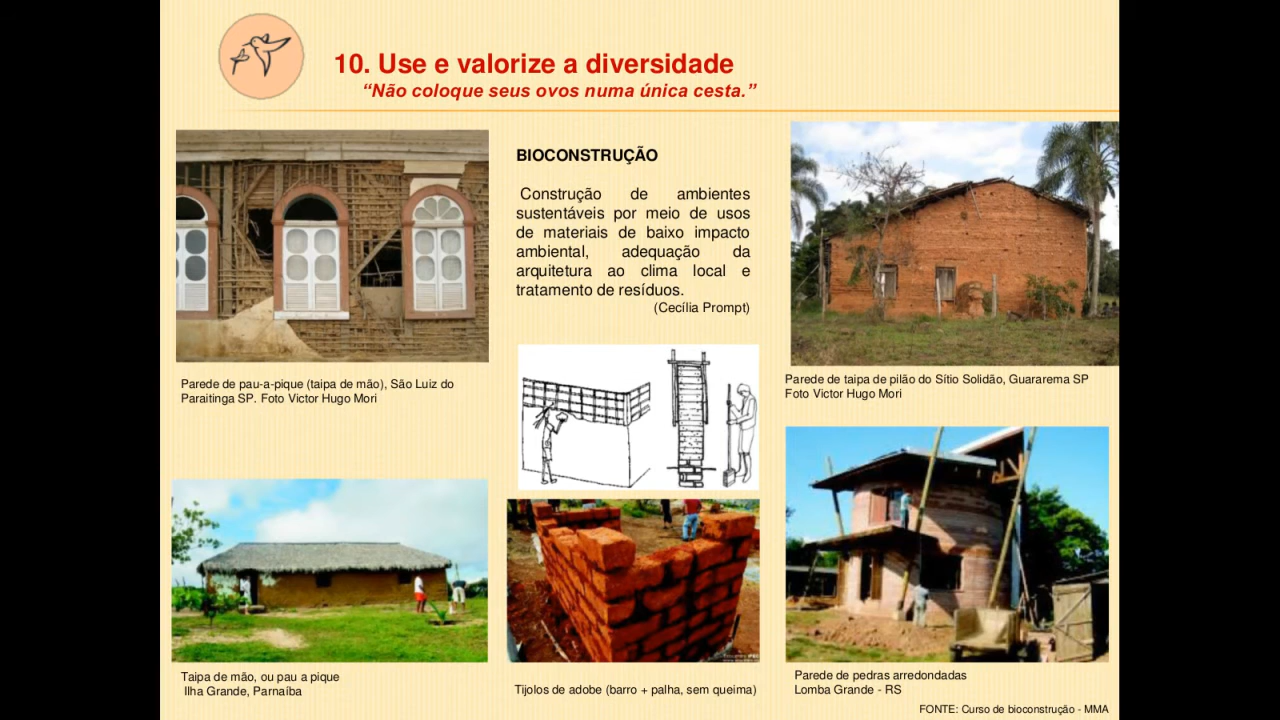 10. Use e valorize a diversidade
“Não coloque seus ovos numa única cesta.”
BIOCONSTRUÇÃO
Construção de ambientes
sustentáveis por meio de usos
de materiais de baixo impacto
ambiental, adequação da
arquitetura ao clima local e
tratamento de resíduos.
(Cecília Prompt)
Parede de pau-a-pique (taipa de mão), São Luiz do
Paraitinga SP. Foto Victor Hugo Mori
Parede de taipa de pilão do Sítio Solidão, Guararema SP
Foto Victor Hugo Mori
Taipa de mão, ou pau a pique
Ilha Grande, Parnaíba
Tijolos de adobe (barro + palha, sem queima)
Parede de pedras arredondadas
Lomba Grande - RS
FONTE: Curso de bioconstrução - MMA